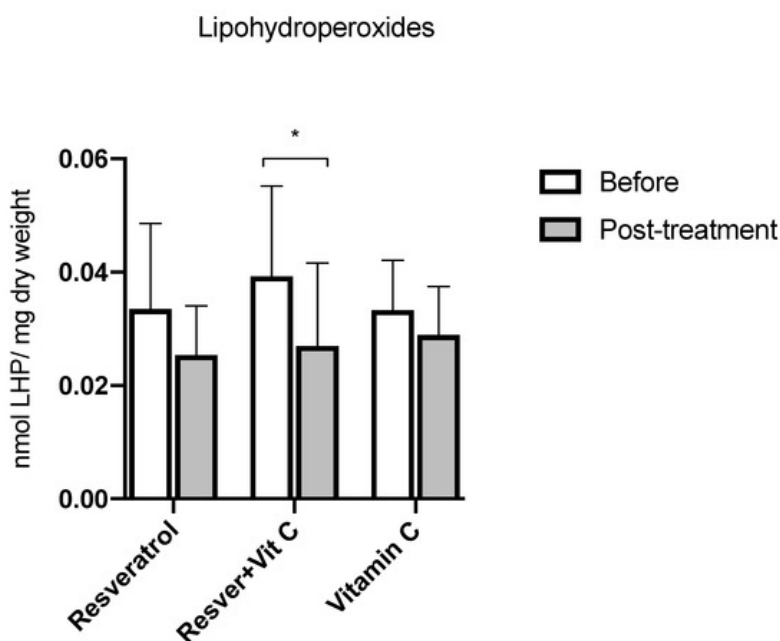 Lipohydroperoxides
*
nmol LHP/ mg dry weight
0.06
0.04
0.02
0.00
Resveratrol
Resver+Vit C
Vitamin C
Before
Post-treatment